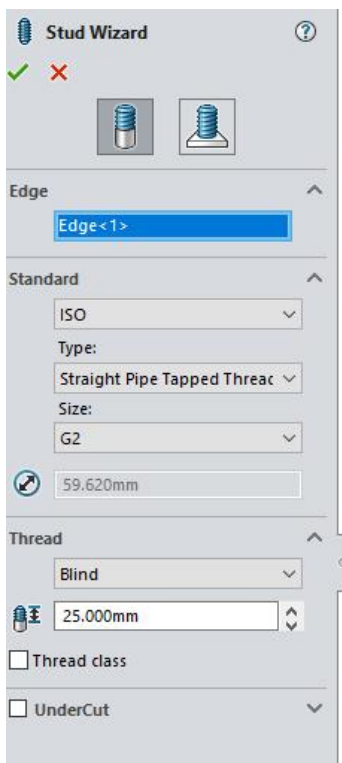 Stud Wizard
Edge
Edge<1>
Standard
ISO
Type:
Straight Pipe Tapped Threac
Size:
G2
59.620mm
Thread
Blind
25.000mm
Thread class
UnderCut